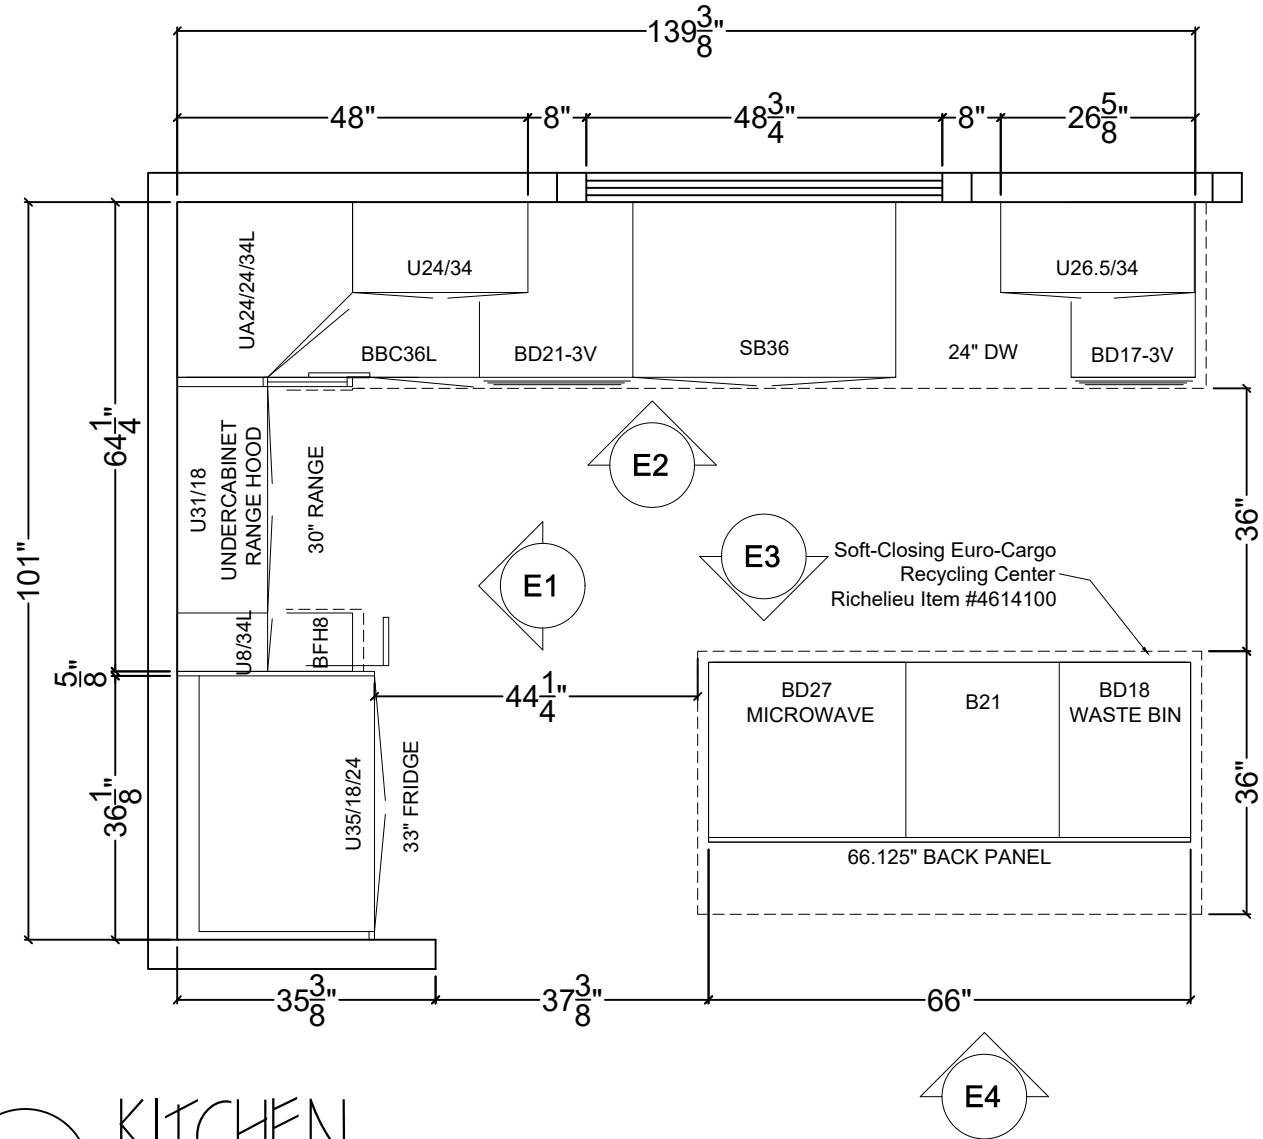 139 3/8"
48"
8"
48 3/4"
8"
26 5/8"
UA24/24/34L
U24/34
U26.5/34
BBC36L
BD21-3V
SB36
24" DW
BD17-3V
64 1/4"
101"
U31/18
UNDERCABINET
RANGE HOOD
30" RANGE
E2
E1
E3
Soft-Closing Euro-Cargo
Recycling Center
Richelieu Item #4614100
36"
U8/34L
BFH8
5/8"
44 1/4"
BD27
MICROWAVE
B21
BD18
WASTE BIN
36 1/8"
U35/18/24
33" FRIDGE
36"
66.125" BACK PANEL
35 3/8"
37 3/8"
66"
E4
KITCHEN